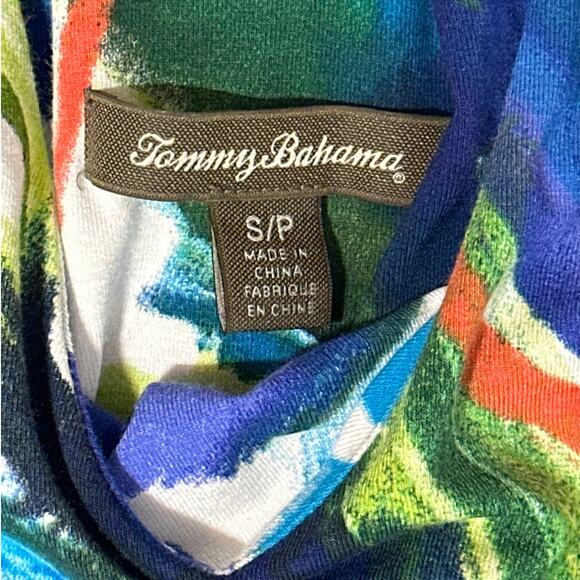 Tommy Bahama®
S/P
MADE IN
CHINA
FABRIQUE
EN CHINE